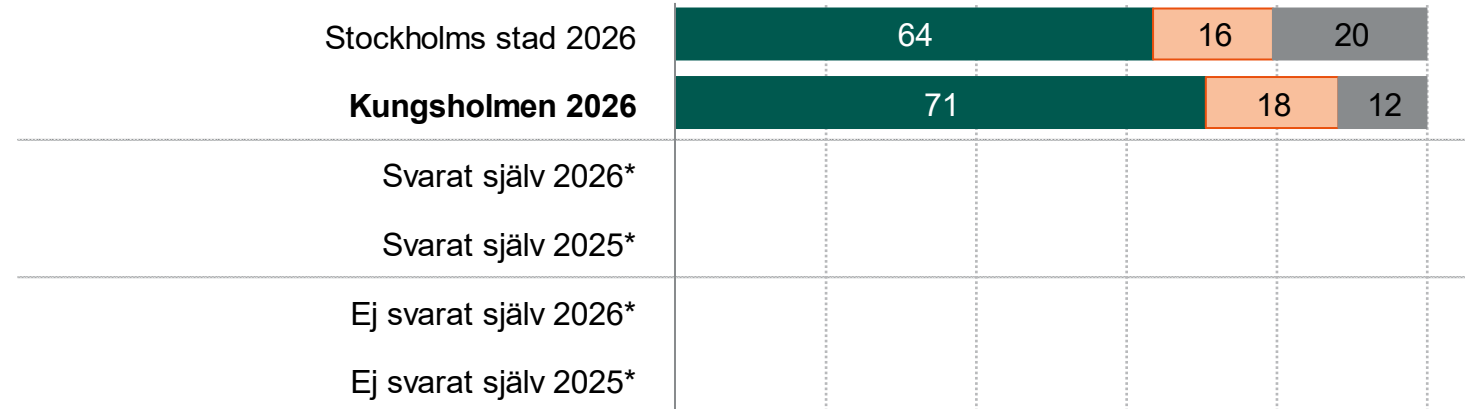 Stockholms stad 2026 64 16 20
Kungsholmen 2026 71 18 12
Svarat själv 2026*
Svarat själv 2025*
Ej svarat själv 2026*
Ej svarat själv 2025*